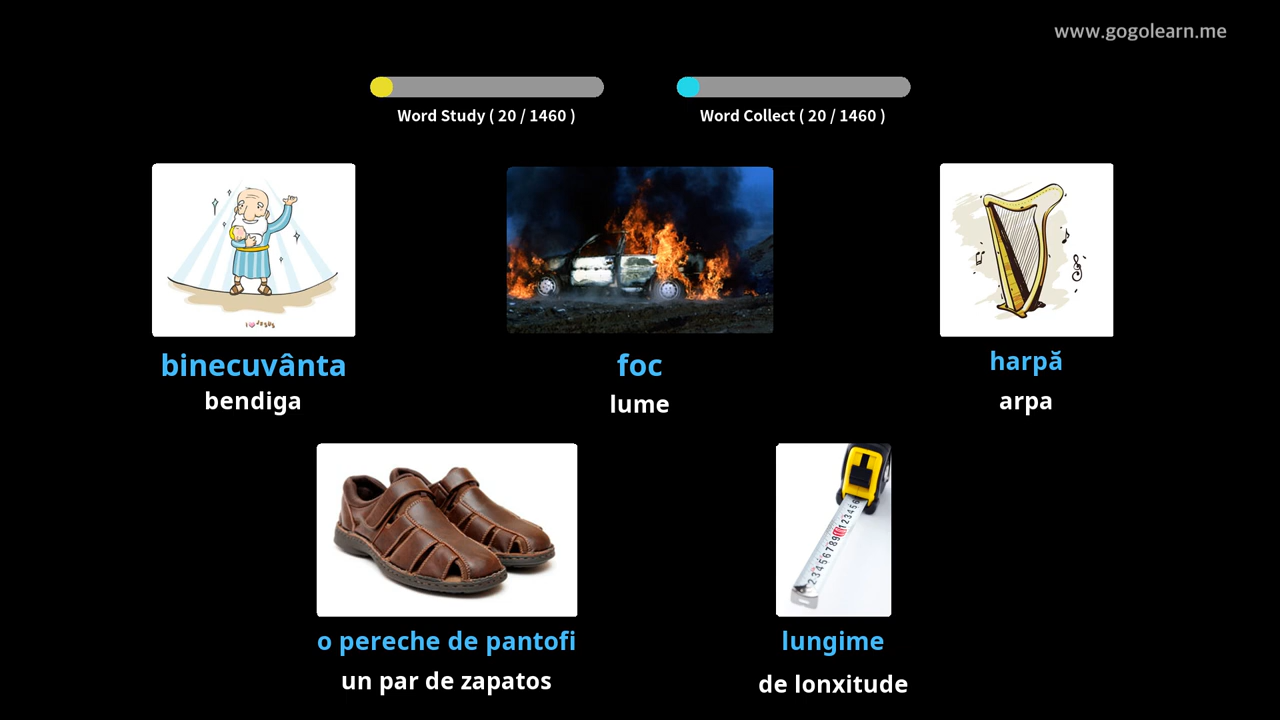 www.gogolearn.me
Word Study ( 20 / 1460 )
Word Collect ( 20 / 1460 )
I ♥ JESUS
binecuvânta
bendiga
foc
lume
harpă
arpa
o pereche de pantofi
un par de zapatos
lungime
de lonxitude